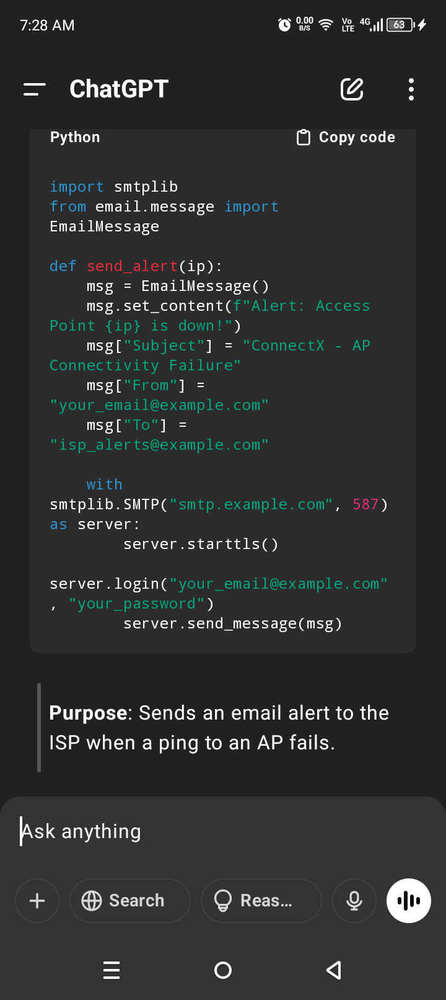 7:28 AM 0.00 B/S Vo LTE 4G 63
ChatGPT
Python Copy code
import smtplib
from email.message import
EmailMessage
def send_alert(ip):
    msg = EmailMessage()
    msg.set_content(f"Alert: Access
Point {ip} is down!")
    msg["Subject"] = "ConnectX - AP
Connectivity Failure"
    msg["From"] =
"your_email@example.com"
    msg["To"] =
"isp_alerts@example.com"
    with
smtplib.SMTP("smtp.example.com", 587)
as server:
        server.starttls()
server.login("your_email@example.com"
, "your_password")
        server.send_message(msg)
Purpose: Sends an email alert to the
ISP when a ping to an AP fails.
Ask anything
Search Reas...